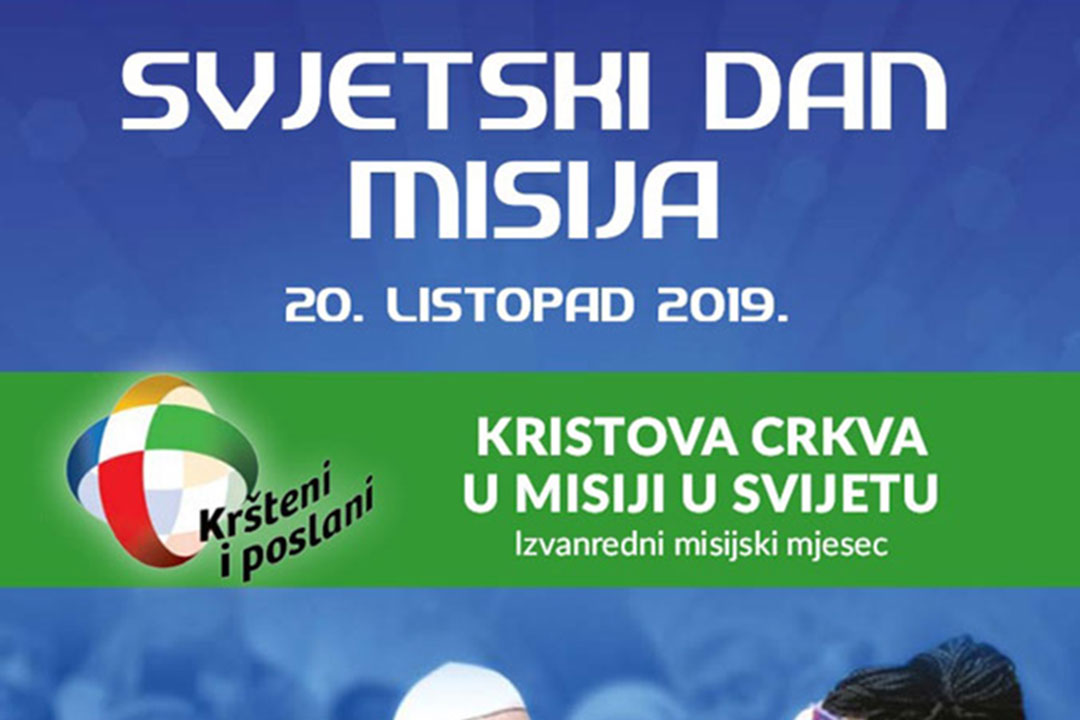 SVJETSKI DAN
MISIJA
20. LISTOPAD 2019.
Kršteni
i poslani
KRISTOVA CRKVA
U MISIJI U SVIJETU
Izvanredni misijski mjesec